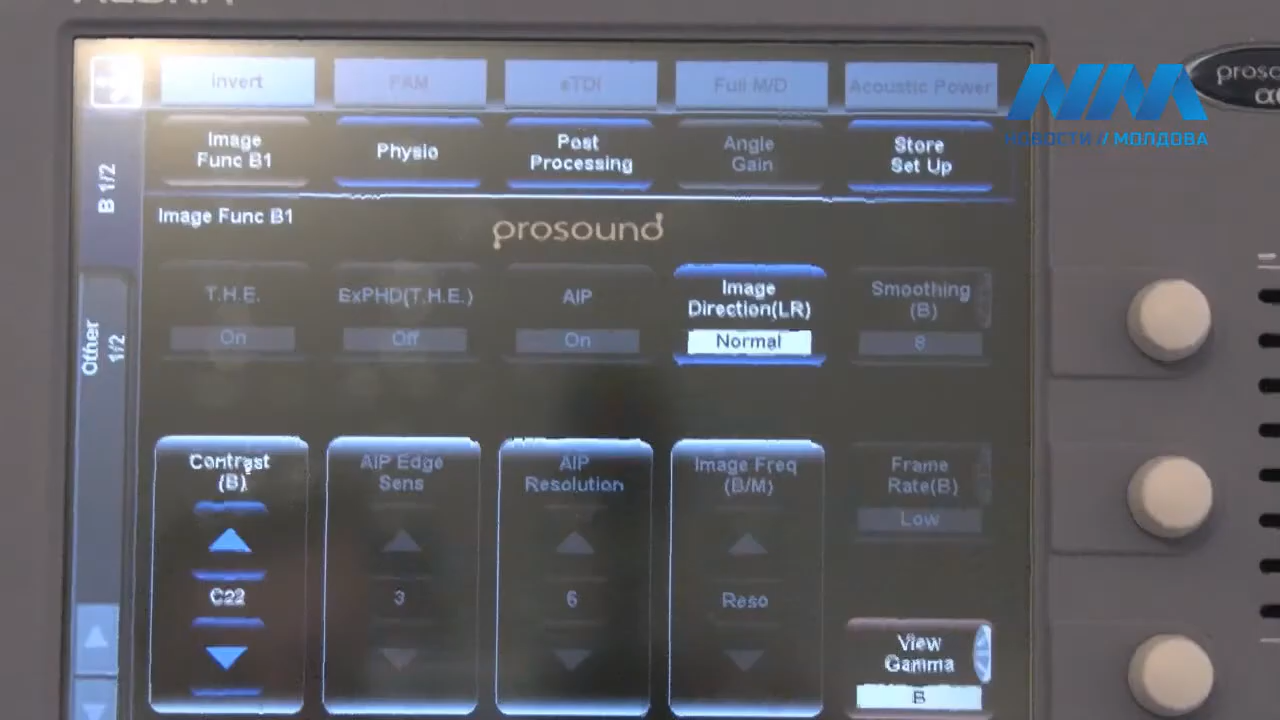 Invert
FAM
eTDI
Full M/D
Acoustic Power
НОВОСТИ // МОЛДОВА
Image
Func B1
Physio
Post
Processing
Angle
Gain
Store
Set Up
B 1/2
Other
1/2
Image Func B1
prosound
T.H.E.
On
ExPHD(T.H.E.)
Off
AIP
On
Image
Direction(LR)
Normal
Smoothing
(B)
8
Contrast
(B)
C22
AIP Edge
Sens
3
AIP
Resolution
6
Image Freq
(B/M)
Reso
Frame
Rate(B)
Low
View
Gamma
B